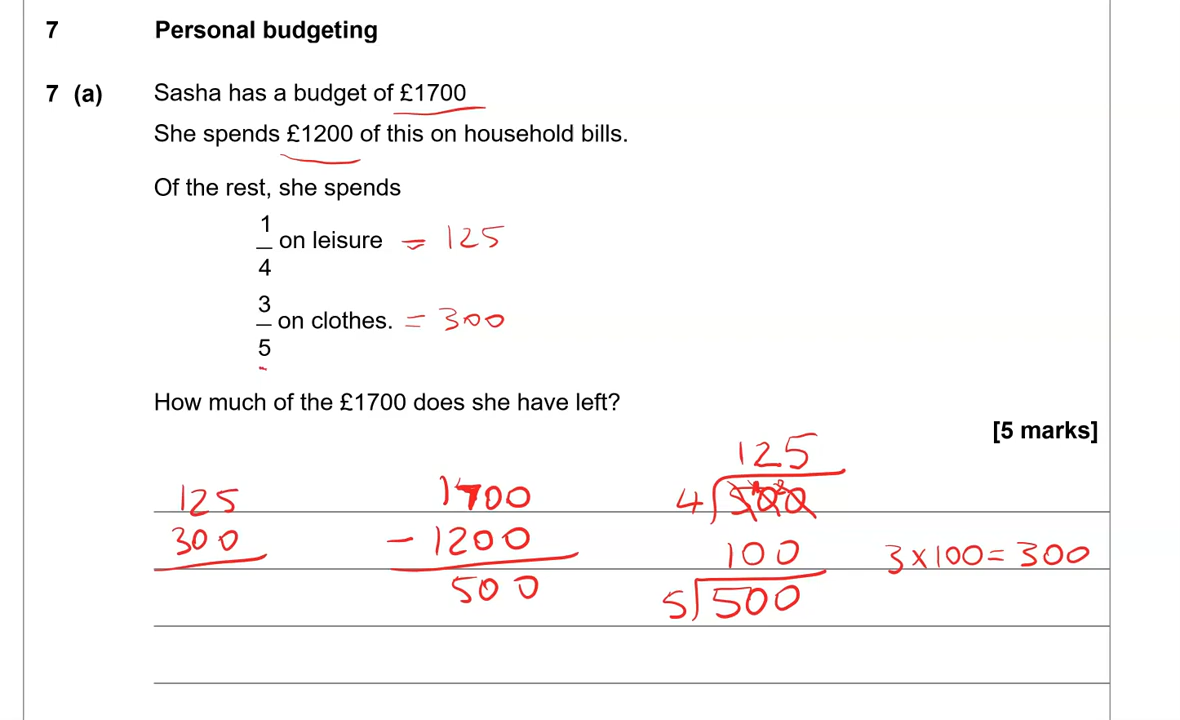 7 Personal budgeting
7 (a) Sasha has a budget of £1700
She spends £1200 of this on household bills.
Of the rest, she spends
1/4 on leisure = 125
3/5 on clothes. = 300
How much of the £1700 does she have left?
[5 marks]
125
300
1700
- 1200
500
125
4 500
100
5 500
3 x 100 = 300